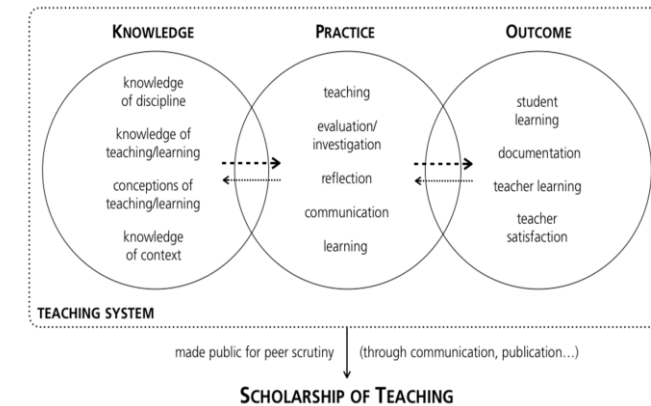 KNOWLEDGE
knowledge
of discipline
knowledge of
teaching/learning
conceptions of
teaching/learning
knowledge
of context
PRACTICE
teaching
evaluation/
investigation
reflection
communication
learning
OUTCOME
student
learning
documentation
teacher learning
teacher
satisfaction
TEACHING SYSTEM
made public for peer scrutiny (through communication, publication...)
SCHOLARSHIP OF TEACHING